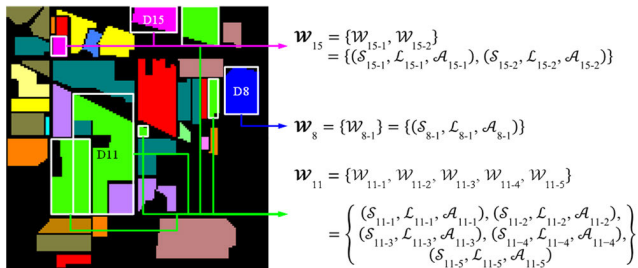 D15
D8
D11
𝓦₁₅ = {𝒲₁₅₋₁, 𝒲₁₅₋₂}
= {(𝒮₁₅₋₁, ℒ₁₅₋₁, 𝒜₁₅₋₁), (𝒮₁₅₋₂, ℒ₁₅₋₂, 𝒜₁₅₋₂)}
𝓦₈ = {𝒲₈₋₁} = {(𝒮₈₋₁, ℒ₈₋₁, 𝒜₈₋₁)}
𝓦₁₁ = {𝒲₁₁₋₁, 𝒲₁₁₋₂, 𝒲₁₁₋₃, 𝒲₁₁₋₄, 𝒲₁₁₋₅}
= { (𝒮₁₁₋₁, ℒ₁₁₋₁, 𝒜₁₁₋₁), (𝒮₁₁₋₂, ℒ₁₁₋₂, 𝒜₁₁₋₂),
(𝒮₁₁₋₃, ℒ₁₁₋₃, 𝒜₁₁₋₃), (𝒮₁₁₋₄, ℒ₁₁₋₄, 𝒜₁₁₋₄),
(𝒮₁₁₋₅, ℒ₁₁₋₅, 𝒜₁₁₋₅) }